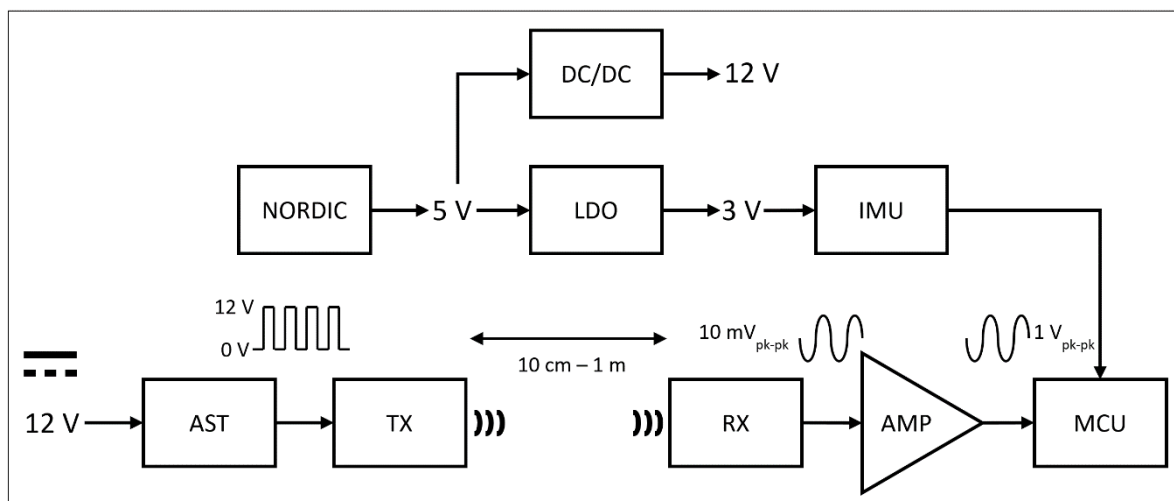 DC/DC
12 V
NORDIC
5 V
LDO
3 V
IMU
12 V
0 V
10 cm – 1 m
10 mVpk-pk
1 Vpk-pk
12 V
AST
TX
RX
AMP
MCU